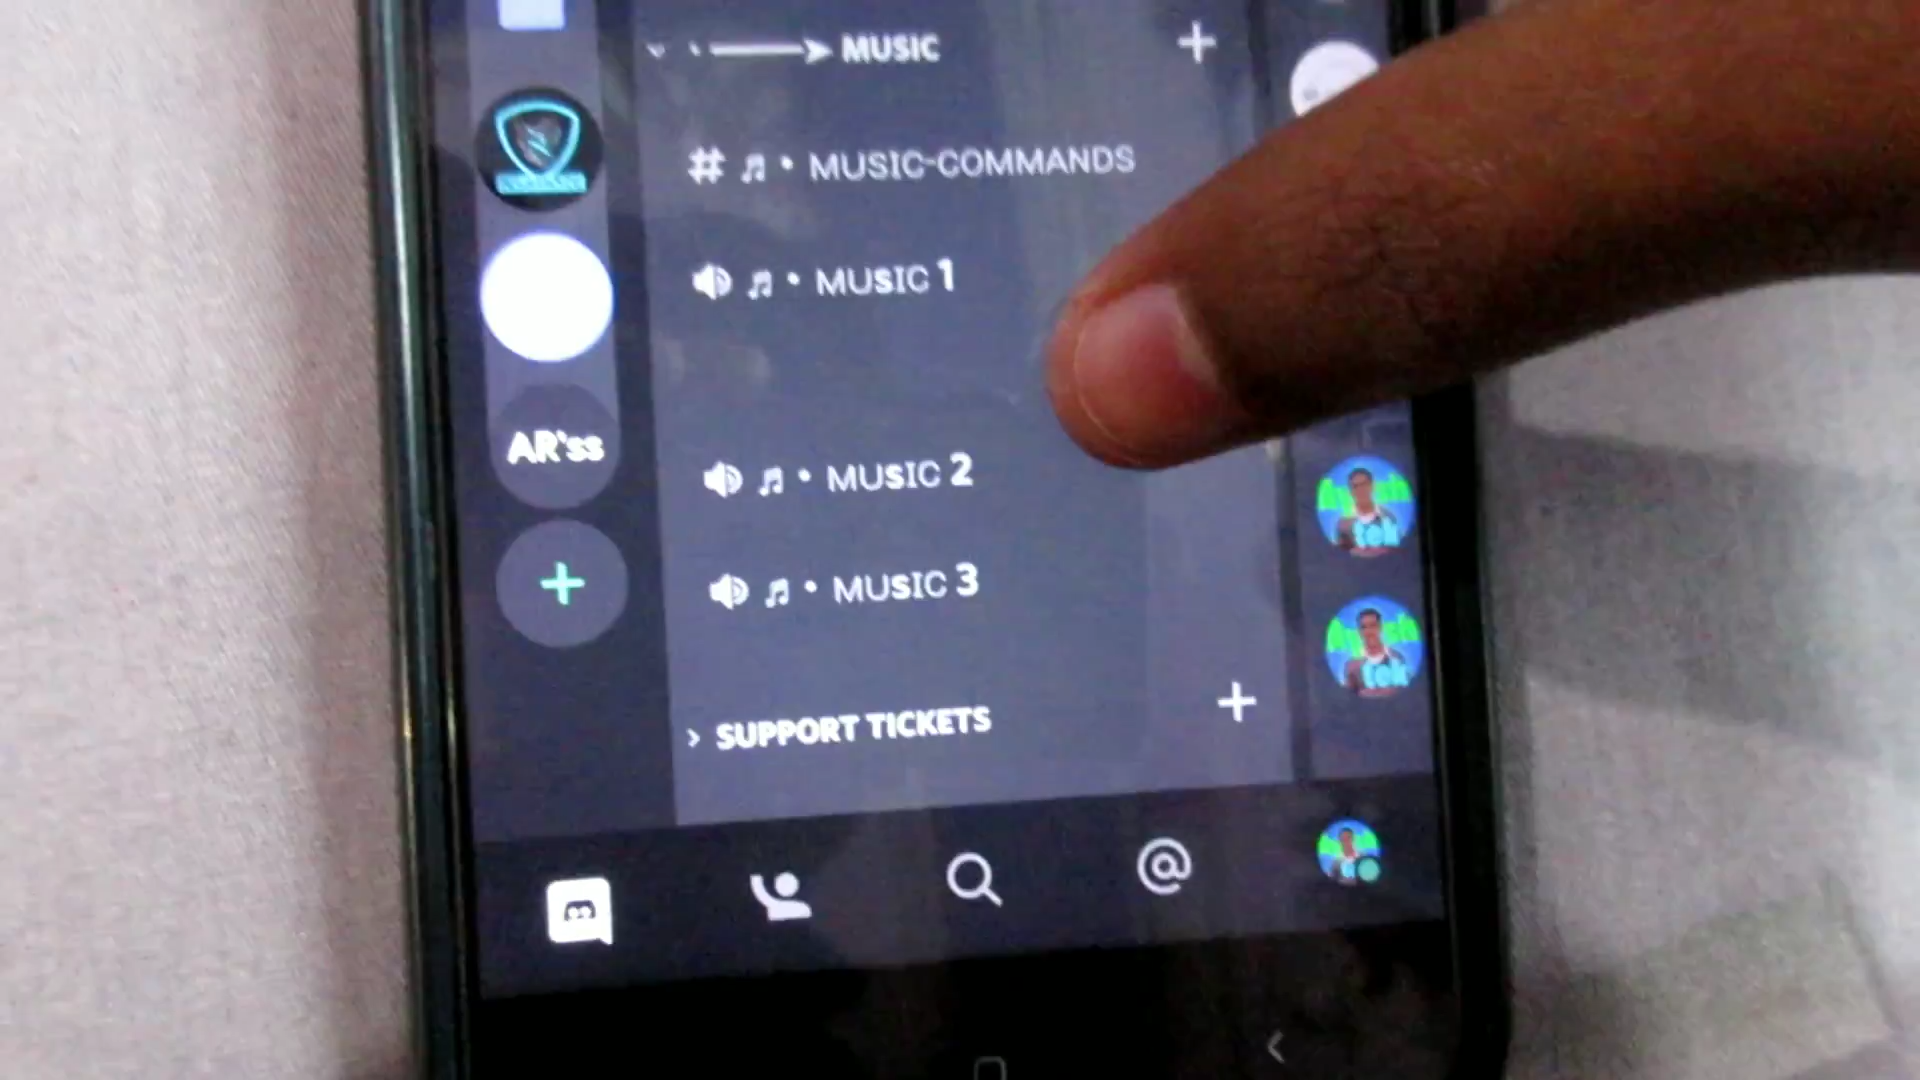 MUSIC
# ♫ • MUSIC-COMMANDS
♫ • MUSIC 1
AR'ss
♫ • MUSIC 2
♫ • MUSIC 3
> SUPPORT TICKETS